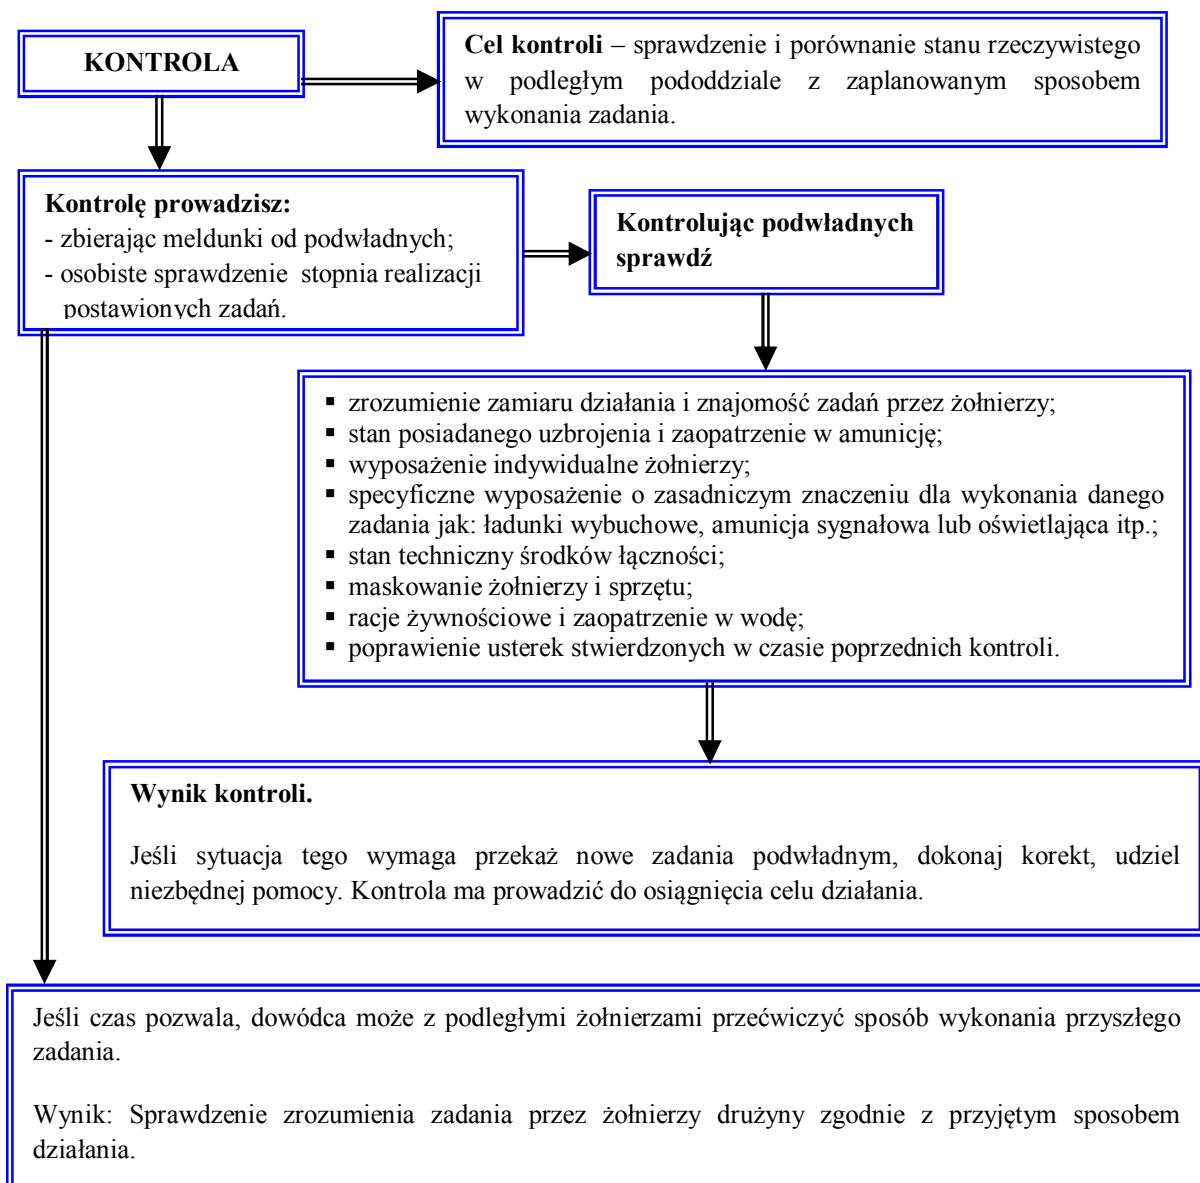 KONTROLA
Cel kontroli – sprawdzenie i porównanie stanu rzeczywistego
w podległym pododdziale z zaplanowanym sposobem
wykonania zadania.
Kontrolę prowadzisz:
- zbierając meldunki od podwładnych;
- osobiste sprawdzenie stopnia realizacji
postawionych zadań.
Kontrolując podwładnych
sprawdź
▪ zrozumienie zamiaru działania i znajomość zadań przez żołnierzy;
▪ stan posiadanego uzbrojenia i zaopatrzenie w amunicję;
▪ wyposażenie indywidualne żołnierzy;
▪ specyficzne wyposażenie o zasadniczym znaczeniu dla wykonania danego
zadania jak: ładunki wybuchowe, amunicja sygnałowa lub oświetlająca itp.;
▪ stan techniczny środków łączności;
▪ maskowanie żołnierzy i sprzętu;
▪ racje żywnościowe i zaopatrzenie w wodę;
▪ poprawienie usterek stwierdzonych w czasie poprzednich kontroli.
Wynik kontroli.
Jeśli sytuacja tego wymaga przekaż nowe zadania podwładnym, dokonaj korekt, udziel
niezbędnej pomocy. Kontrola ma prowadzić do osiągnięcia celu działania.
Jeśli czas pozwala, dowódca może z podległymi żołnierzami przećwiczyć sposób wykonania przyszłego
zadania.
Wynik: Sprawdzenie zrozumienia zadania przez żołnierzy drużyny zgodnie z przyjętym sposobem
działania.